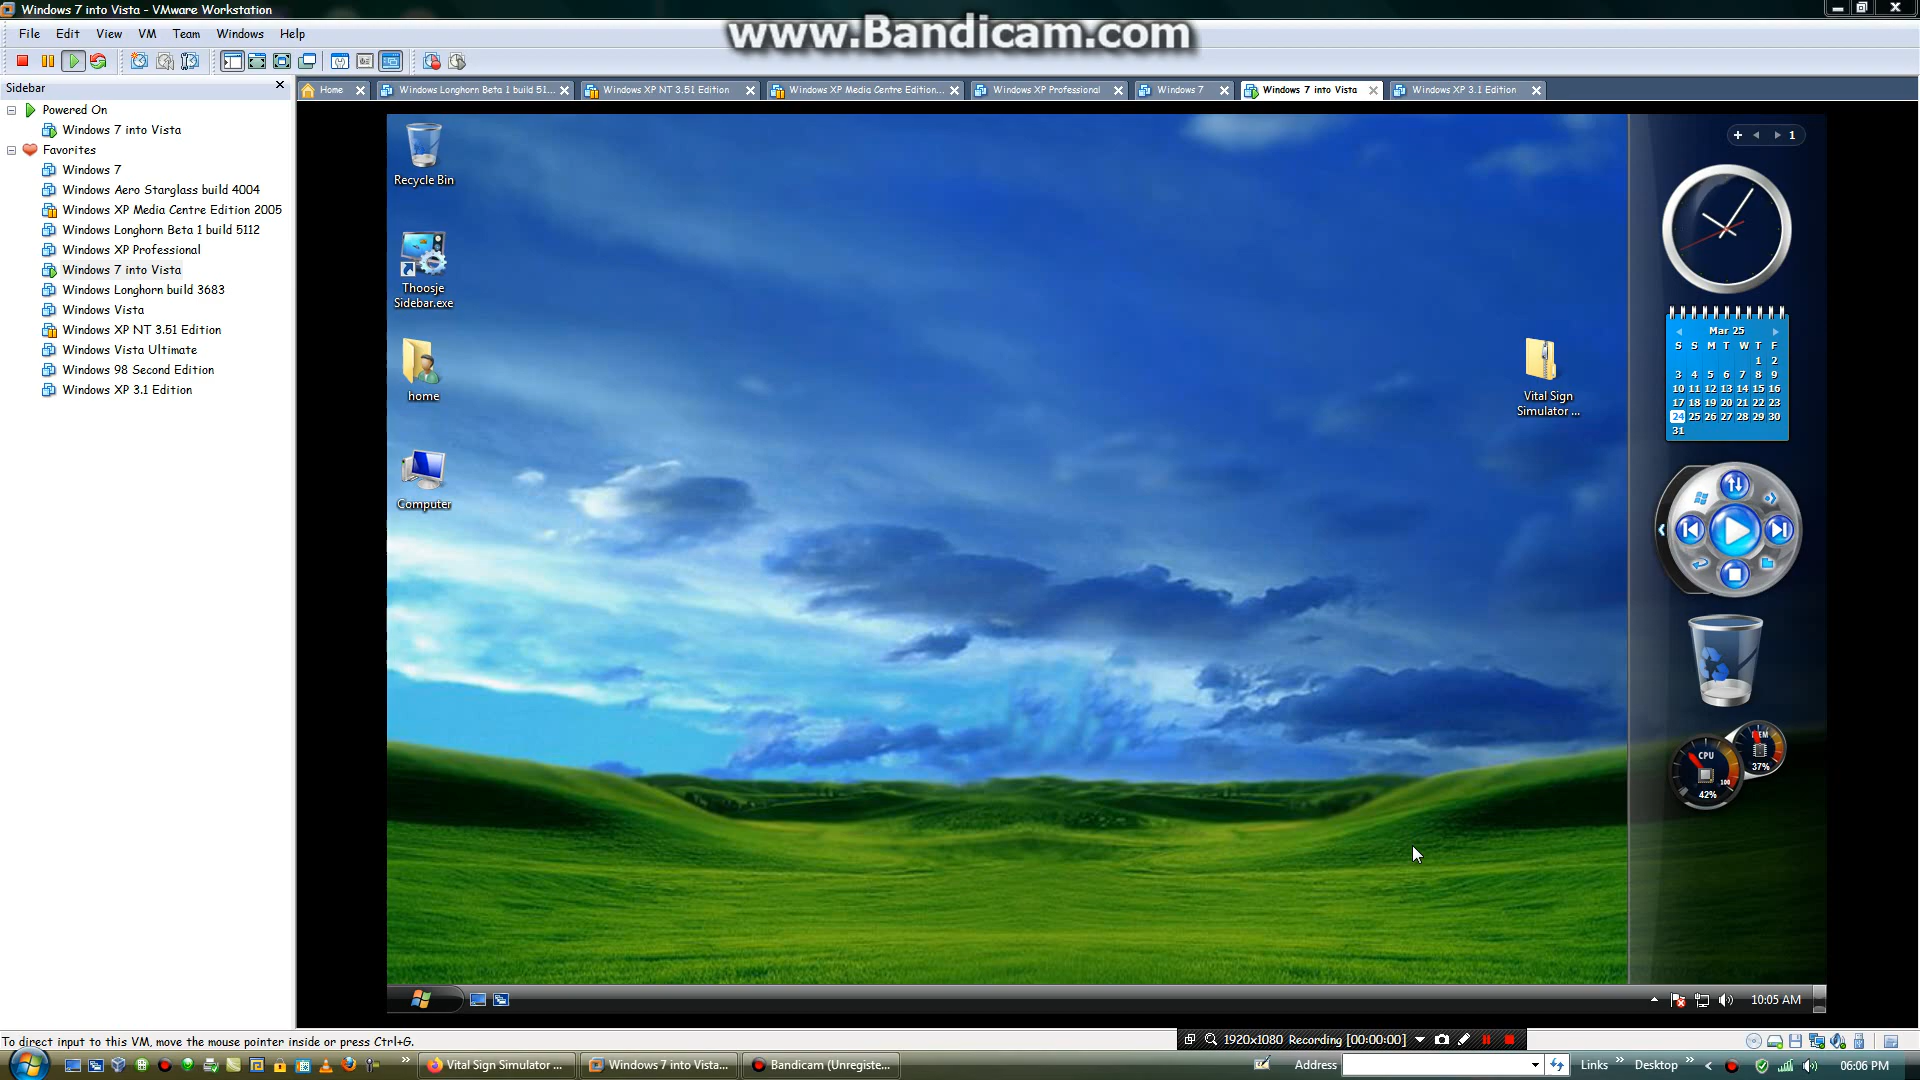 Windows 7 into Vista - VMware Workstation
www.Bandicam.com
File Edit View VM Team Windows Help
Sidebar
Home
Windows Longhorn Beta 1 build 51...
Windows XP NT 3.51 Edition
Windows XP Media Centre Edition...
Windows XP Professional
Windows 7
Windows 7 into Vista
Windows XP 3.1 Edition
Powered On
Windows 7 into Vista
Favorites
Windows 7
Windows Aero Starglass build 4004
Windows XP Media Centre Edition 2005
Windows Longhorn Beta 1 build 5112
Windows XP Professional
Windows 7 into Vista
Windows Longhorn build 3683
Windows Vista
Windows XP NT 3.51 Edition
Windows Vista Ultimate
Windows 98 Second Edition
Windows XP 3.1 Edition
Recycle Bin
Thoosje
Sidebar.exe
home
Computer
Vital Sign
Simulator ...
1
Mar 25
S S M T W T F
1 2
3 4 5 6 7 8 9
10 11 12 13 14 15 16
17 18 19 20 21 22 23
24 25 26 27 28 29 30
31
MEM
37%
CPU
100
42%
10:05 AM
To direct input to this VM, move the mouse pointer inside or press Ctrl+G.
1920x1080 Recording [00:00:00]
Vital Sign Simulator ...
Windows 7 into Vista...
Bandicam (Unregiste...
Address
Links
Desktop
06:06 PM